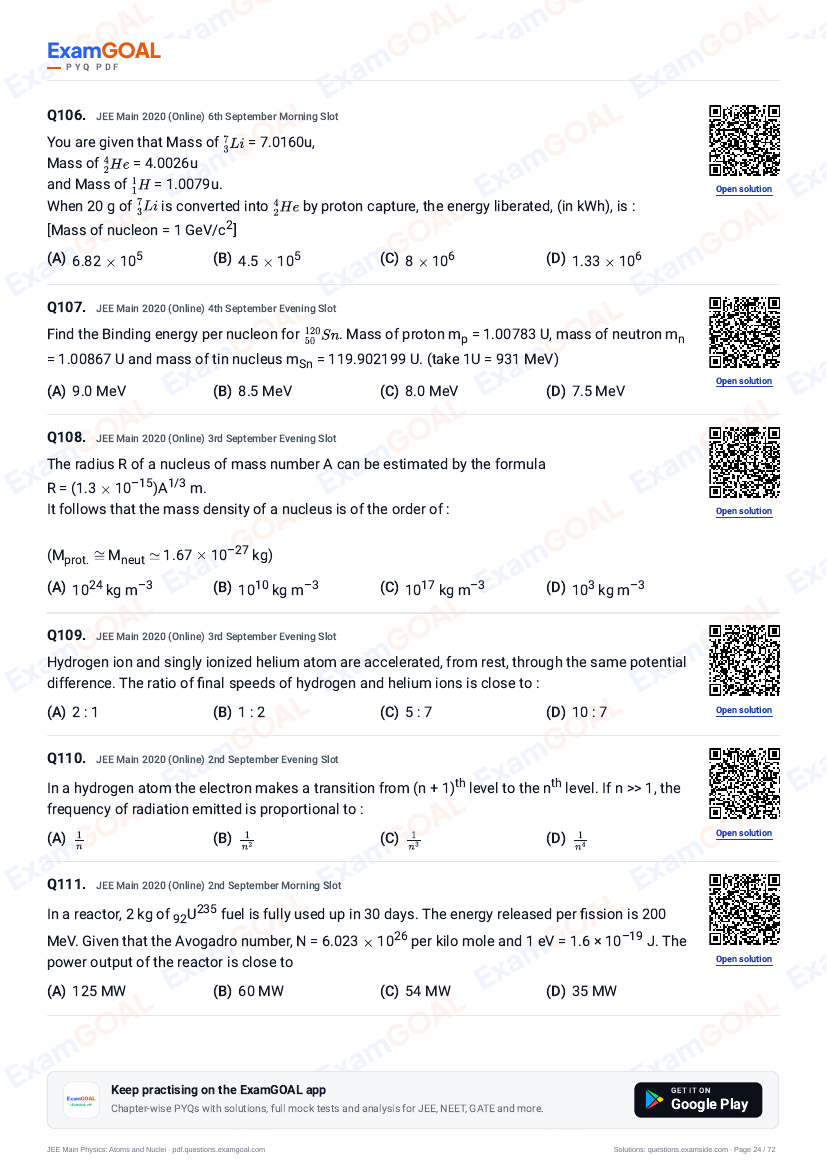 ExamGOAL
PYQ PDF
Q106. JEE Main 2020 (Online) 6th September Morning Slot
You are given that Mass of ⁷₃Li = 7.0160u,
Mass of ⁴₂He = 4.0026u
and Mass of ¹₁H = 1.0079u.
When 20 g of ⁷₃Li is converted into ⁴₂He by proton capture, the energy liberated, (in kWh), is :
[Mass of nucleon = 1 GeV/c²]
(A) 6.82 × 10⁵ (B) 4.5 × 10⁵ (C) 8 × 10⁶ (D) 1.33 × 10⁶
Open solution
Q107. JEE Main 2020 (Online) 4th September Evening Slot
Find the Binding energy per nucleon for ¹²⁰₅₀Sn. Mass of proton mₚ = 1.00783 U, mass of neutron mₙ
= 1.00867 U and mass of tin nucleus m_Sn = 119.902199 U. (take 1U = 931 MeV)
(A) 9.0 MeV (B) 8.5 MeV (C) 8.0 MeV (D) 7.5 MeV
Open solution
Q108. JEE Main 2020 (Online) 3rd September Evening Slot
The radius R of a nucleus of mass number A can be estimated by the formula
R = (1.3 × 10⁻¹⁵)A^1/3 m.
It follows that the mass density of a nucleus is of the order of :
(M_prot. ≅ M_neut ≃ 1.67 × 10⁻²⁷ kg)
(A) 10²⁴ kg m⁻³ (B) 10¹⁰ kg m⁻³ (C) 10¹⁷ kg m⁻³ (D) 10³ kg m⁻³
Open solution
Q109. JEE Main 2020 (Online) 3rd September Evening Slot
Hydrogen ion and singly ionized helium atom are accelerated, from rest, through the same potential
difference. The ratio of final speeds of hydrogen and helium ions is close to :
(A) 2 : 1 (B) 1 : 2 (C) 5 : 7 (D) 10 : 7
Open solution
Q110. JEE Main 2020 (Online) 2nd September Evening Slot
In a hydrogen atom the electron makes a transition from (n + 1)^th level to the n^th level. If n >> 1, the
frequency of radiation emitted is proportional to :
(A) 1/n (B) 1/n² (C) 1/n³ (D) 1/n⁴
Open solution
Q111. JEE Main 2020 (Online) 2nd September Morning Slot
In a reactor, 2 kg of ₉₂U²³⁵ fuel is fully used up in 30 days. The energy released per fission is 200
MeV. Given that the Avogadro number, N = 6.023 × 10²⁶ per kilo mole and 1 eV = 1.6 × 10⁻¹⁹ J. The
power output of the reactor is close to
(A) 125 MW (B) 60 MW (C) 54 MW (D) 35 MW
Open solution
Keep practising on the ExamGOAL app
Chapter-wise PYQs with solutions, full mock tests and analysis for JEE, NEET, GATE and more.
GET IT ON
Google Play
JEE Main Physics: Atoms and Nuclei · pdf.questions.examgoal.com
Solutions: questions.examside.com · Page 24 / 72